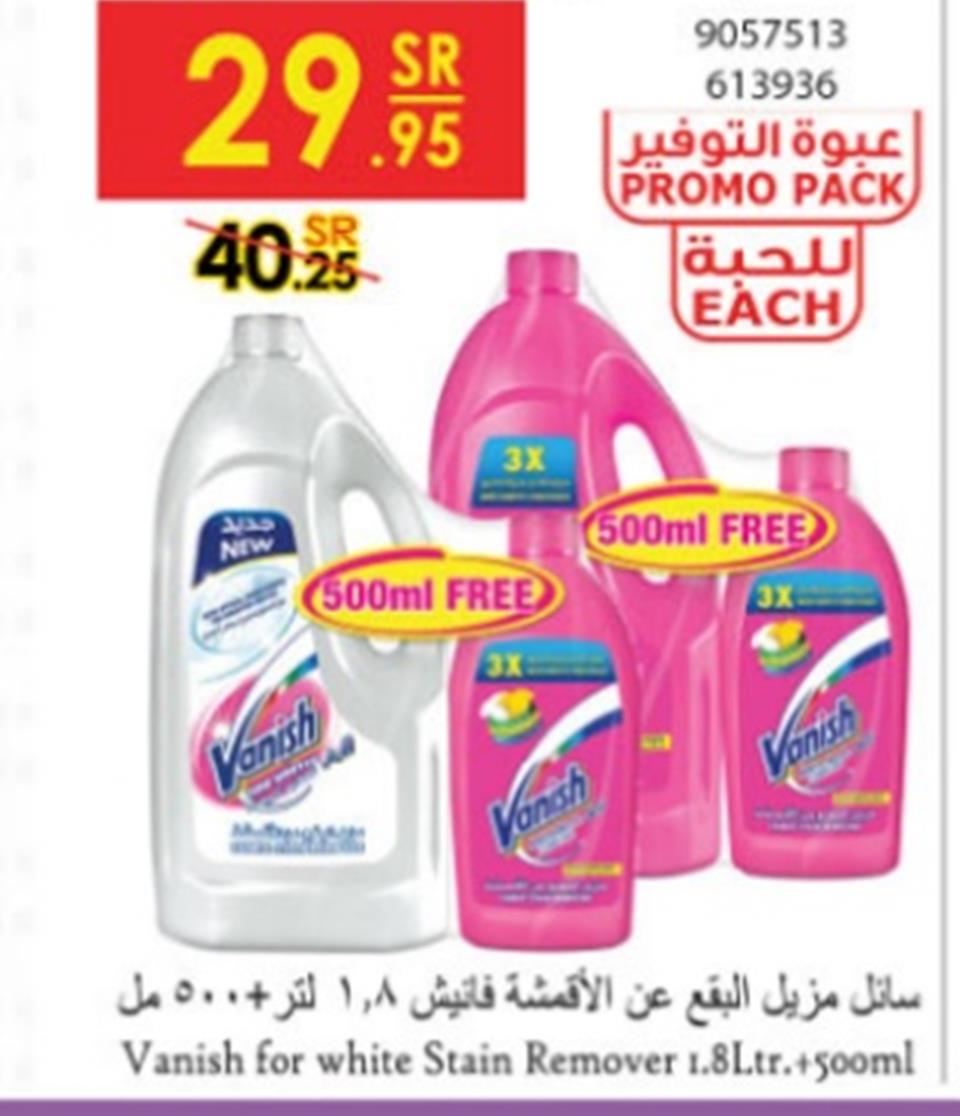 29.95 SR
9057513
613936
عبوة التوفير
PROMO PACK
للحبة
EACH
40.25 SR
3X
جديد
NEW
500ml FREE
500ml FREE
3X
3X
Vanish
Vanish
Vanish
سائل مزيل البقع عن الأقمشة فانيش ١,٨ لتر+٥٠٠ مل
Vanish for white Stain Remover 1.8Ltr.+500ml